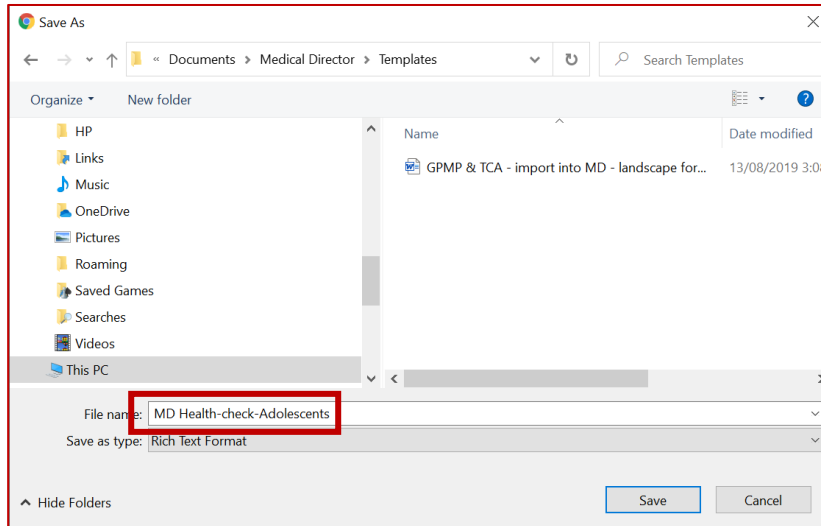 Save As
« Documents > Medical Director > Templates
Search Templates
Organize
New folder
Name
Date modified
HP
Links
Music
OneDrive
Pictures
Roaming
Saved Games
Searches
Videos
This PC
GPMP & TCA - import into MD - landscape for...
13/08/2019 3:08
File name: MD Health-check-Adolescents
Save as type: Rich Text Format
Hide Folders
Save
Cancel